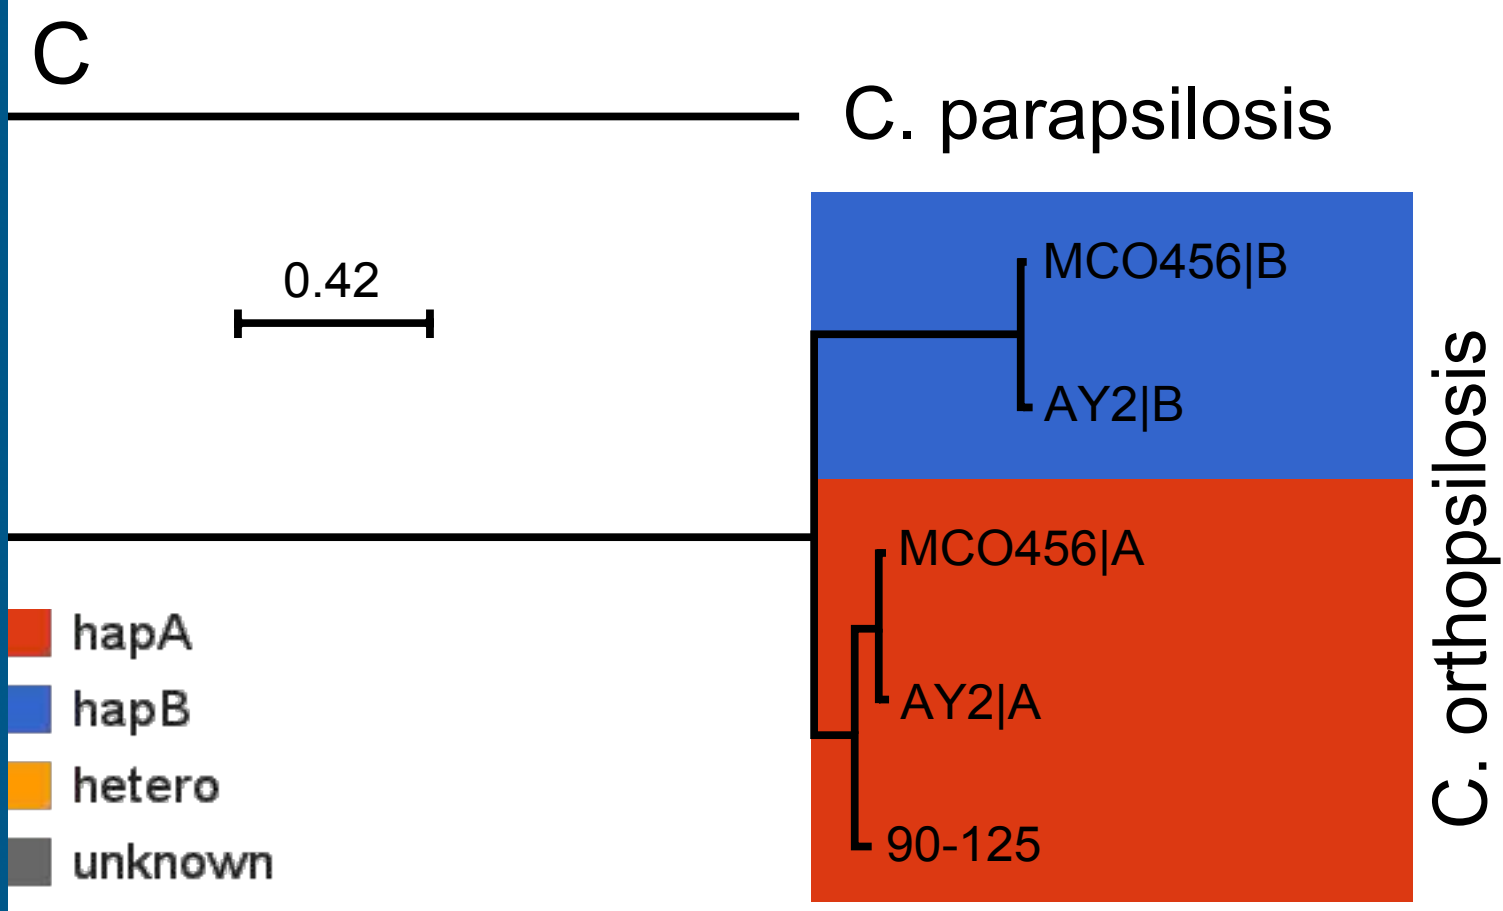 C
C. parapsilosis
0.42
MCO456|B
AY2|B
MCO456|A
AY2|A
90-125
C. orthopsilosis
hapA
hapB
hetero
unknown